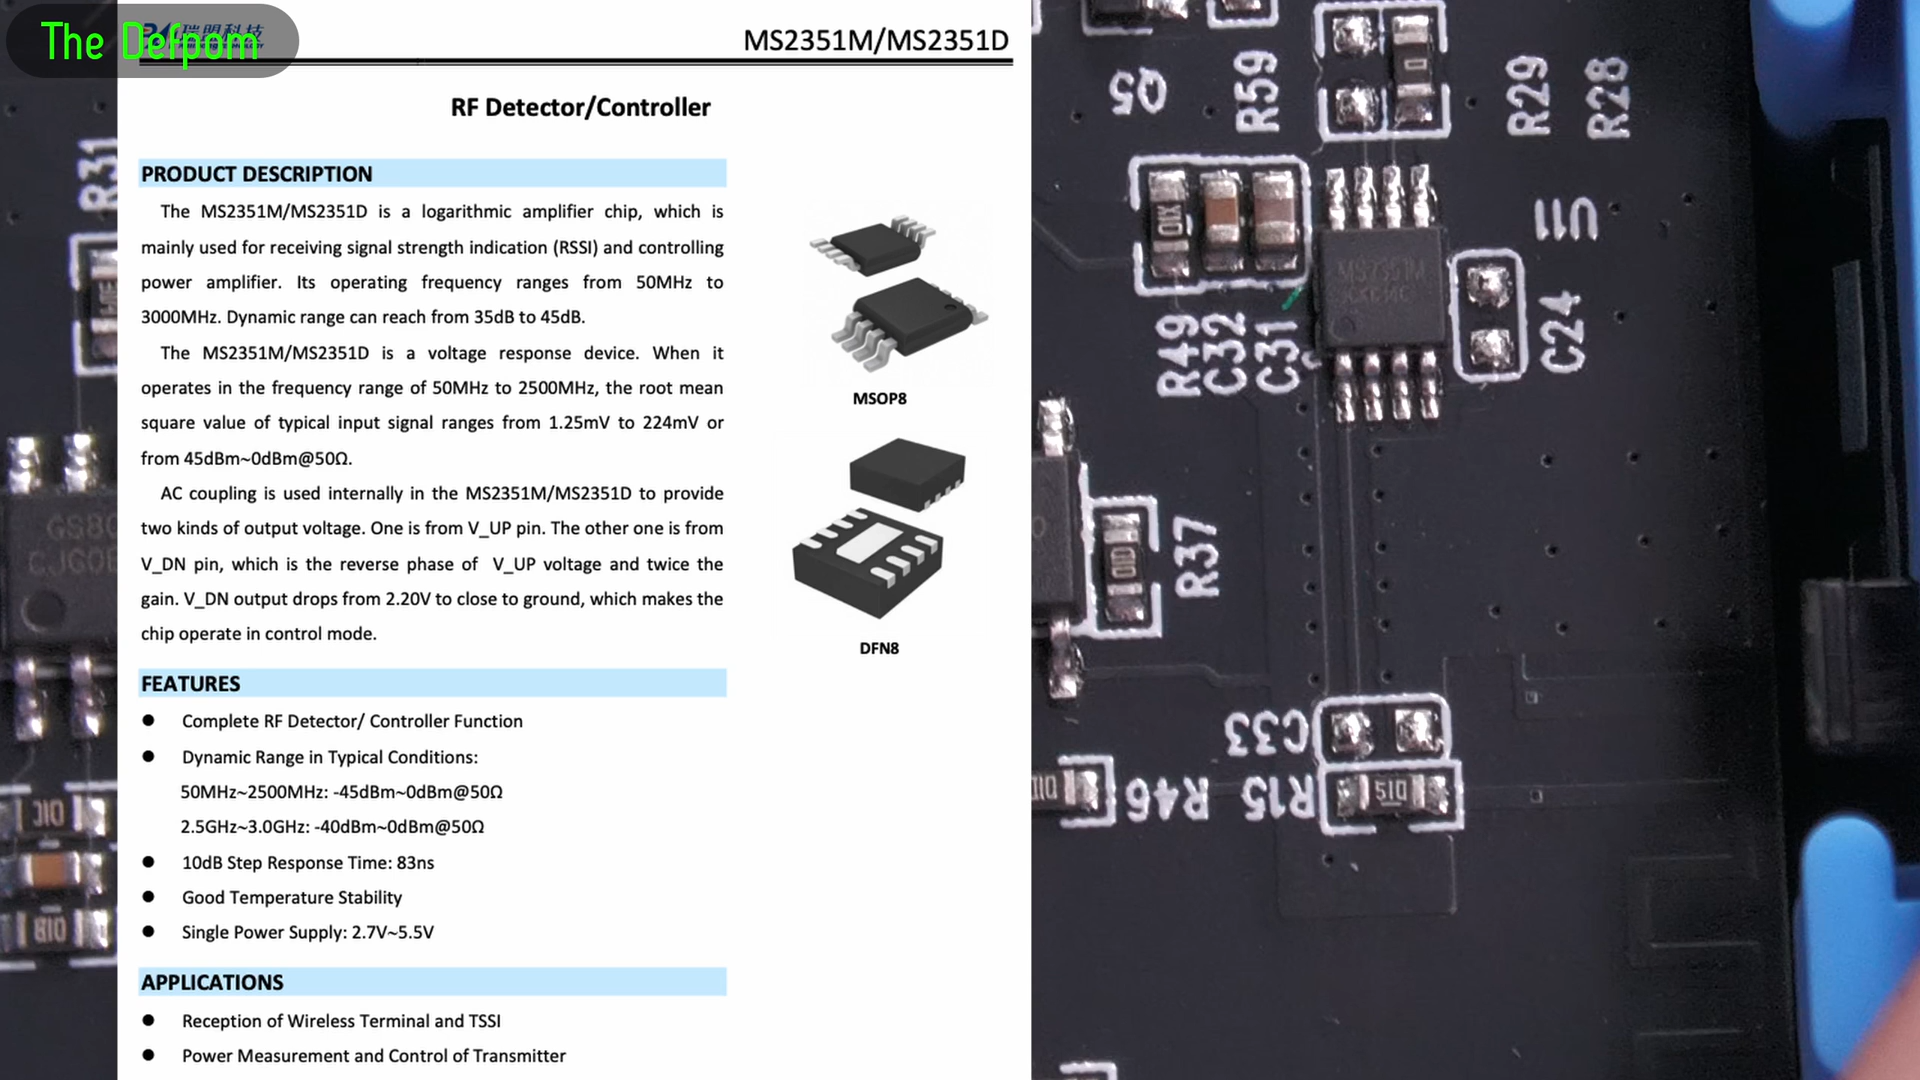 The Defpom
瑞盟科技
MS2351M/MS2351D
RF Detector/Controller
PRODUCT DESCRIPTION
The MS2351M/MS2351D is a logarithmic amplifier chip, which is
mainly used for receiving signal strength indication (RSSI) and controlling
power amplifier. Its operating frequency ranges from 50MHz to
3000MHz. Dynamic range can reach from 35dB to 45dB.
The MS2351M/MS2351D is a voltage response device. When it
operates in the frequency range of 50MHz to 2500MHz, the root mean
square value of typical input signal ranges from 1.25mV to 224mV or
from 45dBm~0dBm@50Ω.
AC coupling is used internally in the MS2351M/MS2351D to provide
two kinds of output voltage. One is from V_UP pin. The other one is from
V_DN pin, which is the reverse phase of V_UP voltage and twice the
gain. V_DN output drops from 2.20V to close to ground, which makes the
chip operate in control mode.
MSOP8
DFN8
FEATURES
● Complete RF Detector/ Controller Function
● Dynamic Range in Typical Conditions:
50MHz~2500MHz: -45dBm~0dBm@50Ω
2.5GHz~3.0GHz: -40dBm~0dBm@50Ω
● 10dB Step Response Time: 83ns
● Good Temperature Stability
● Single Power Supply: 2.7V~5.5V
APPLICATIONS
● Reception of Wireless Terminal and TSSI
● Power Measurement and Control of Transmitter
R31
Q5
R59
0
R29
R28
U11
MS2351M
R49
C32
C31
C24
R37
C33
R46
R15
510